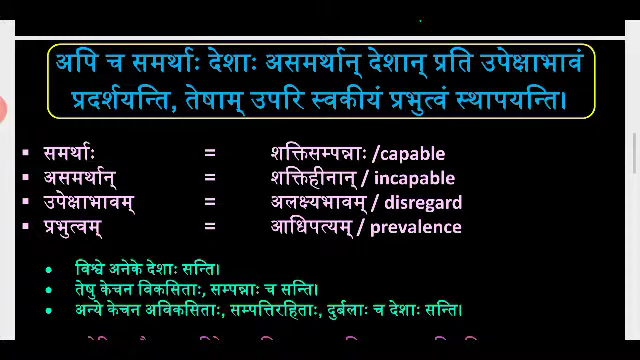 अपि च समर्थाः देशाः असमर्थान् देशान् प्रति उपेक्षाभावं
प्रदर्शयन्ति, तेषाम् उपरि स्वकीयं प्रभुत्वं स्थापयन्ति।
▪ समर्थाः = शक्तिसम्पन्नाः /capable
▪ असमर्थान् = शक्तिहीनान् / incapable
▪ उपेक्षाभावम् = अलक्ष्यभावम् / disregard
▪ प्रभुत्वम् = आधिपत्यम् / prevalence
• विश्वे अनेके देशाः सन्ति।
• तेषु केचन विकसिताः, सम्पन्नाः च सन्ति।
• अन्ये केचन अविकसिताः, सम्पत्तिरहिताः, दुर्बलाः च देशाः सन्ति।